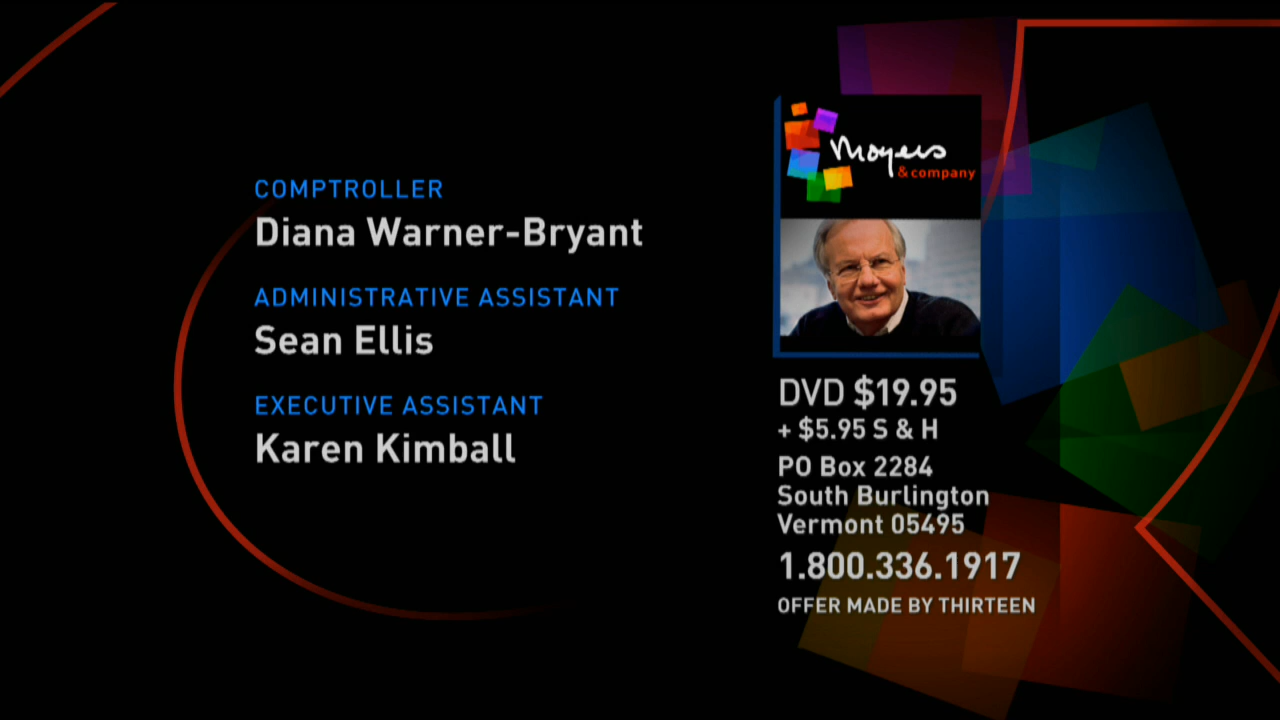 COMPTROLLER
Diana Warner-Bryant
ADMINISTRATIVE ASSISTANT
Sean Ellis
EXECUTIVE ASSISTANT
Karen Kimball
Moyers
& company
DVD $19.95
+ $5.95 S & H
PO Box 2284
South Burlington
Vermont 05495
1.800.336.1917
OFFER MADE BY THIRTEEN